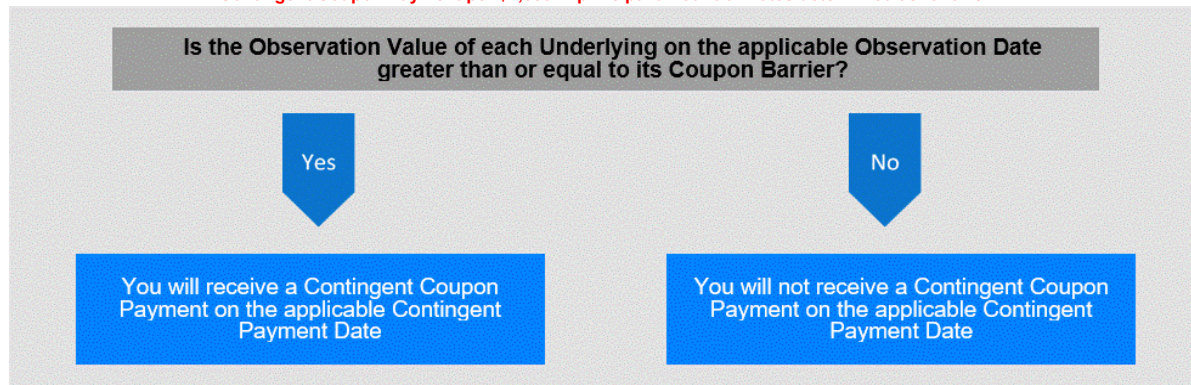 Is the Observation Value of each Underlying on the applicable Observation Date
greater than or equal to its Coupon Barrier?
Yes
No
You will receive a Contingent Coupon
Payment on the applicable Contingent
Payment Date
You will not receive a Contingent Coupon
Payment on the applicable Contingent
Payment Date